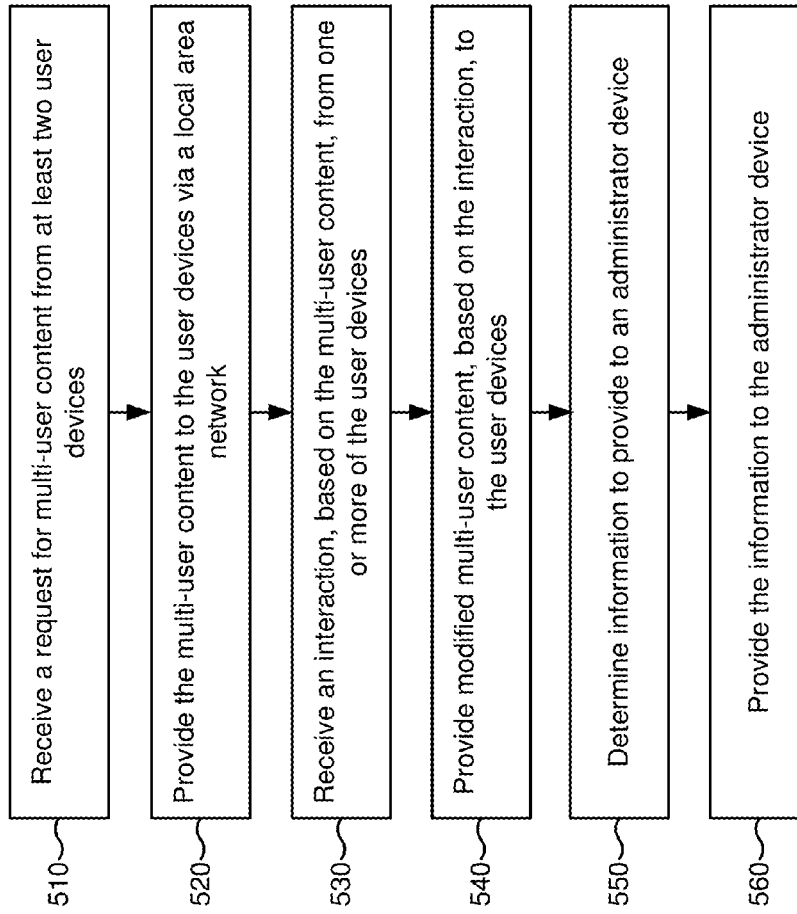 510
Receive a request for multi-user content from at least two user
devices
520
Provide the multi-user content to the user devices via a local area
network
530
Receive an interaction, based on the multi-user content, from one
or more of the user devices
540
Provide modified multi-user content, based on the interaction, to
the user devices
550
Determine information to provide to an administrator device
560
Provide the information to the administrator device